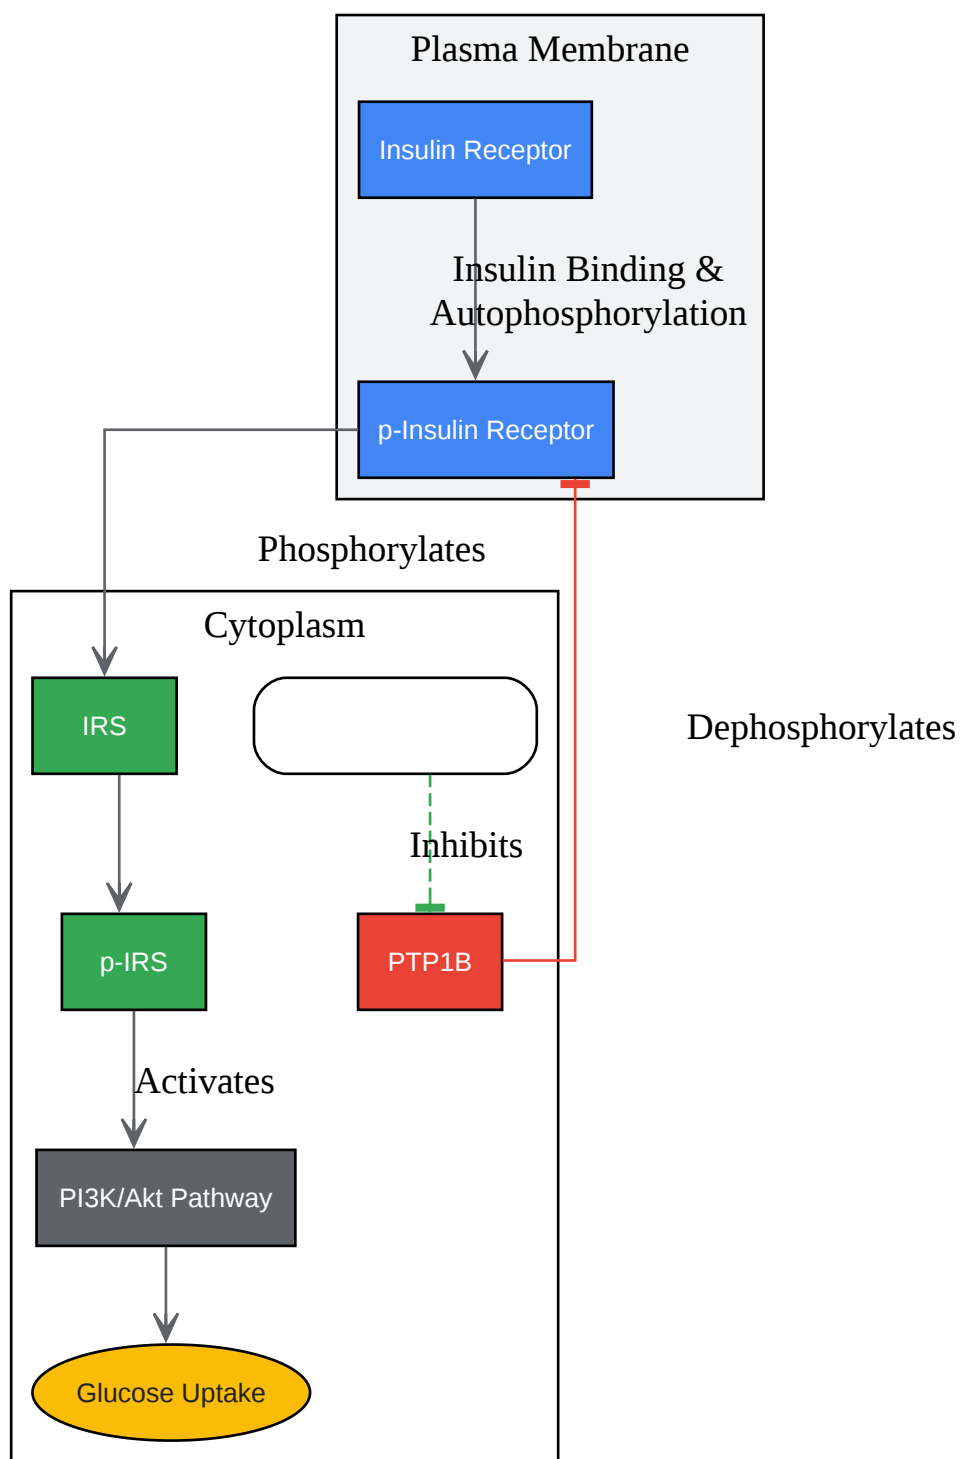 Plasma Membrane
Insulin Receptor
Insulin Binding &
Autophosphorylation
p-Insulin Receptor
Phosphorylates
Cytoplasm
IRS
Dephosphorylates
Inhibits
p-IRS
PTP1B
Activates
PI3K/Akt Pathway
Glucose Uptake